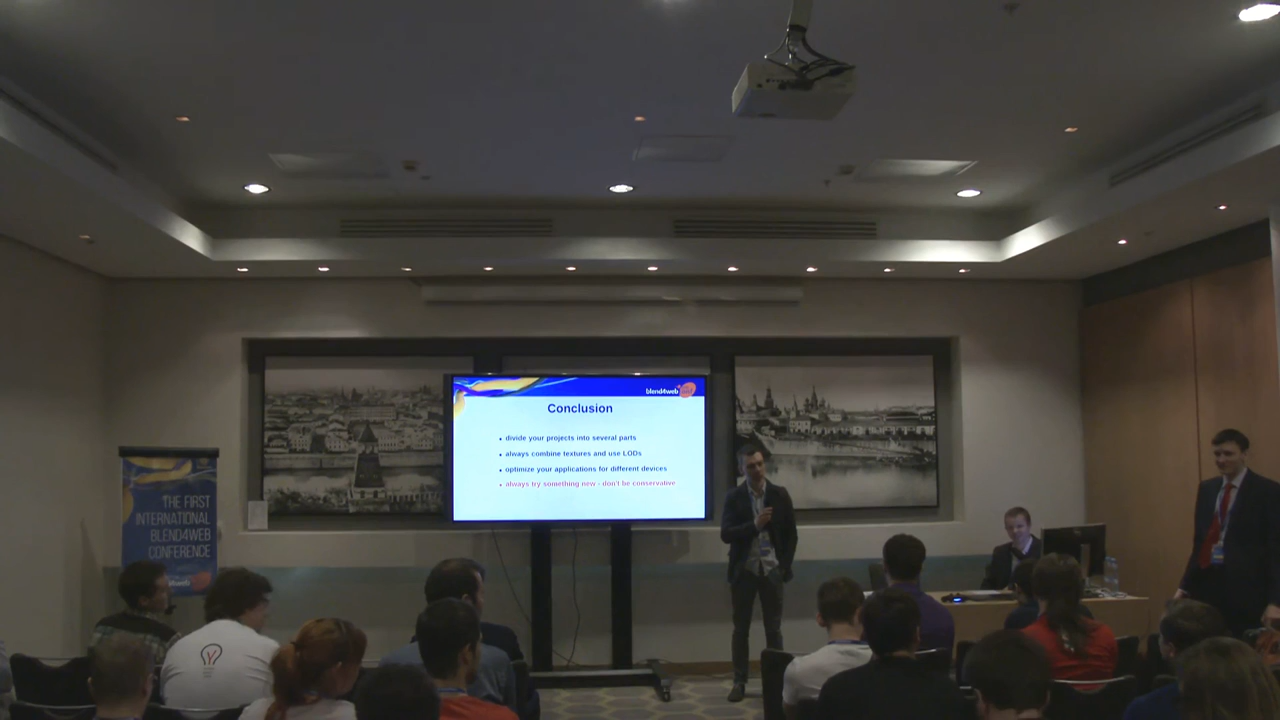 blend4web
Conclusion
divide your projects into several parts
always combine textures and use LODs
optimize your applications for different devices
always try something new - don't be conservative
THE FIRST
INTERNATIONAL
BLEND4WEB
CONFERENCE